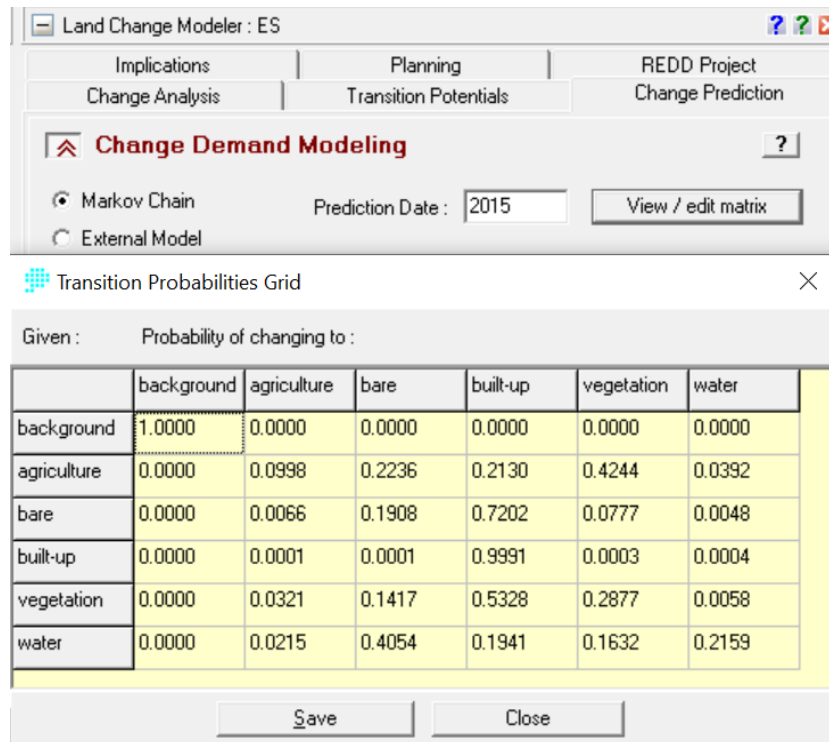 Land Change Modeler : ES ? ?
Implications Planning REDD Project
Change Analysis Transition Potentials Change Prediction
Change Demand Modeling ?
Markov Chain Prediction Date : 2015 View / edit matrix
External Model
Transition Probabilities Grid
Given : Probability of changing to :
background agriculture bare built-up vegetation water
background 1.0000 0.0000 0.0000 0.0000 0.0000 0.0000
agriculture 0.0000 0.0998 0.2236 0.2130 0.4244 0.0392
bare 0.0000 0.0066 0.1908 0.7202 0.0777 0.0048
built-up 0.0000 0.0001 0.0001 0.9991 0.0003 0.0004
vegetation 0.0000 0.0321 0.1417 0.5328 0.2877 0.0058
water 0.0000 0.0215 0.4054 0.1941 0.1632 0.2159
Save Close